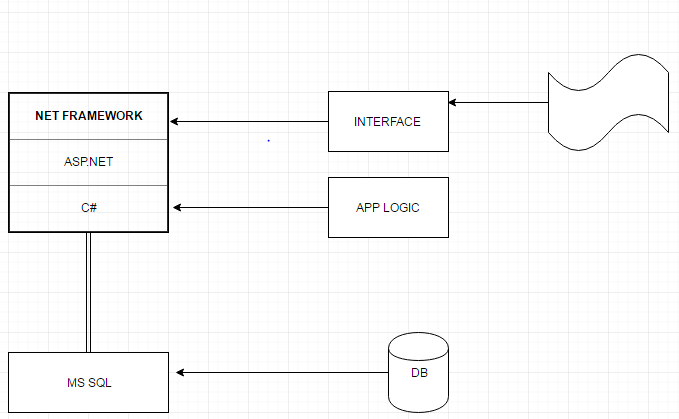 NET FRAMEWORK
ASP.NET
C#
INTERFACE
APP LOGIC
MS SQL
DB